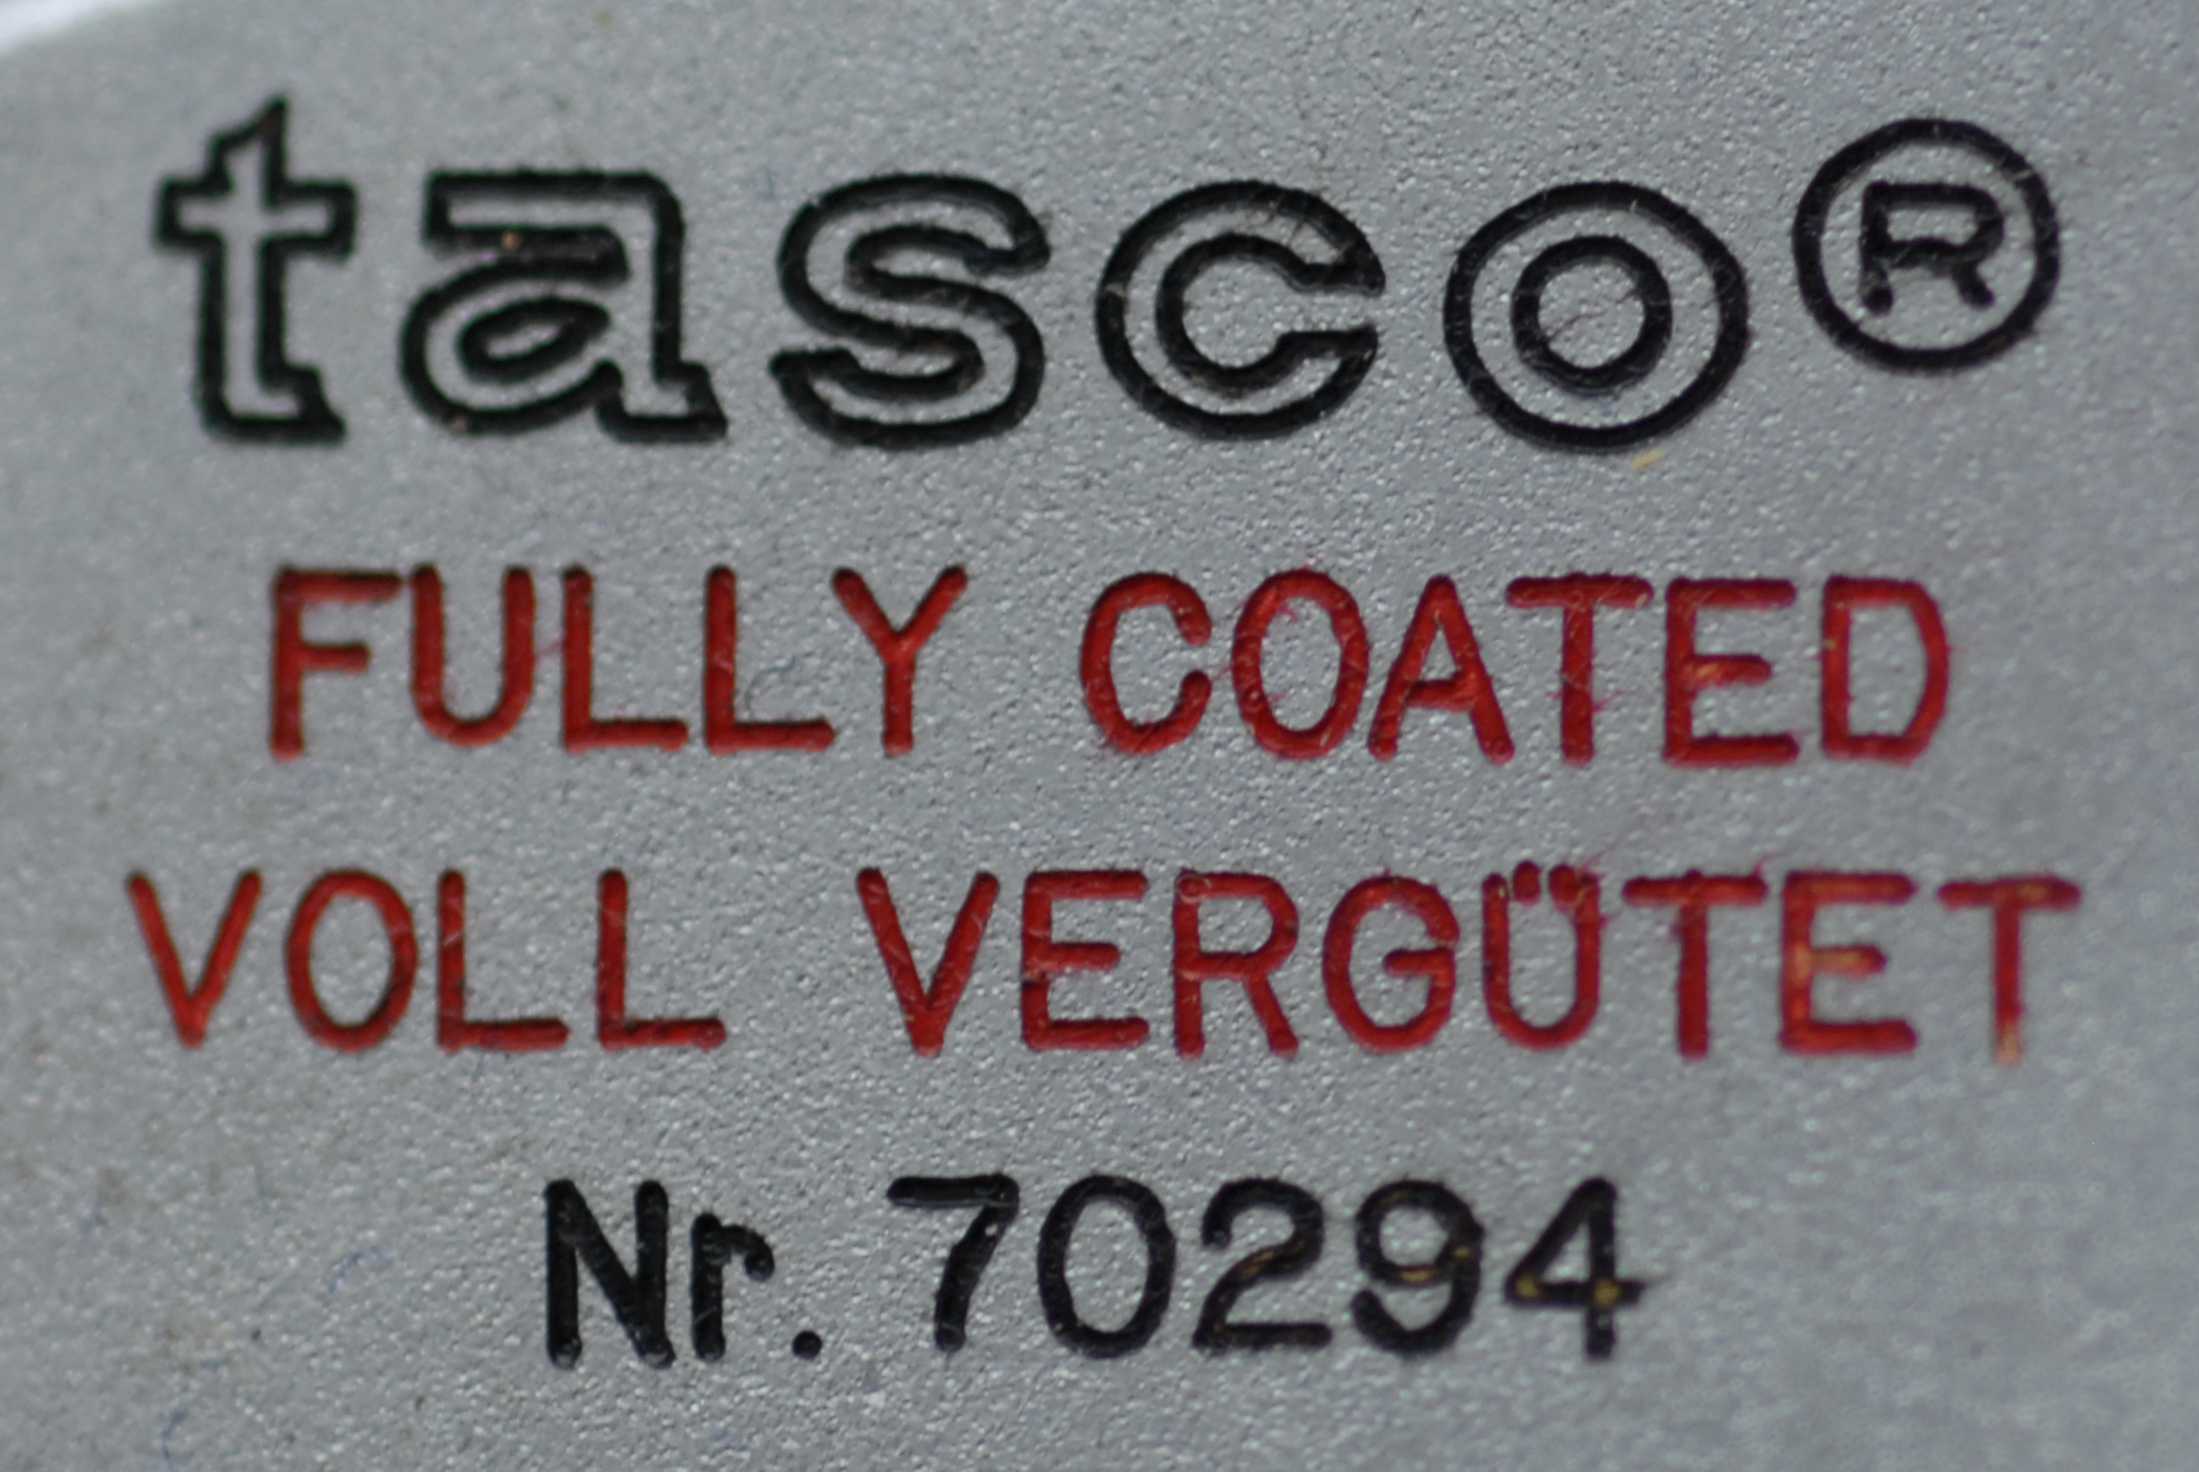 tasco®
FULLY COATED
VOLL VERGÜTET
Nr. 70294